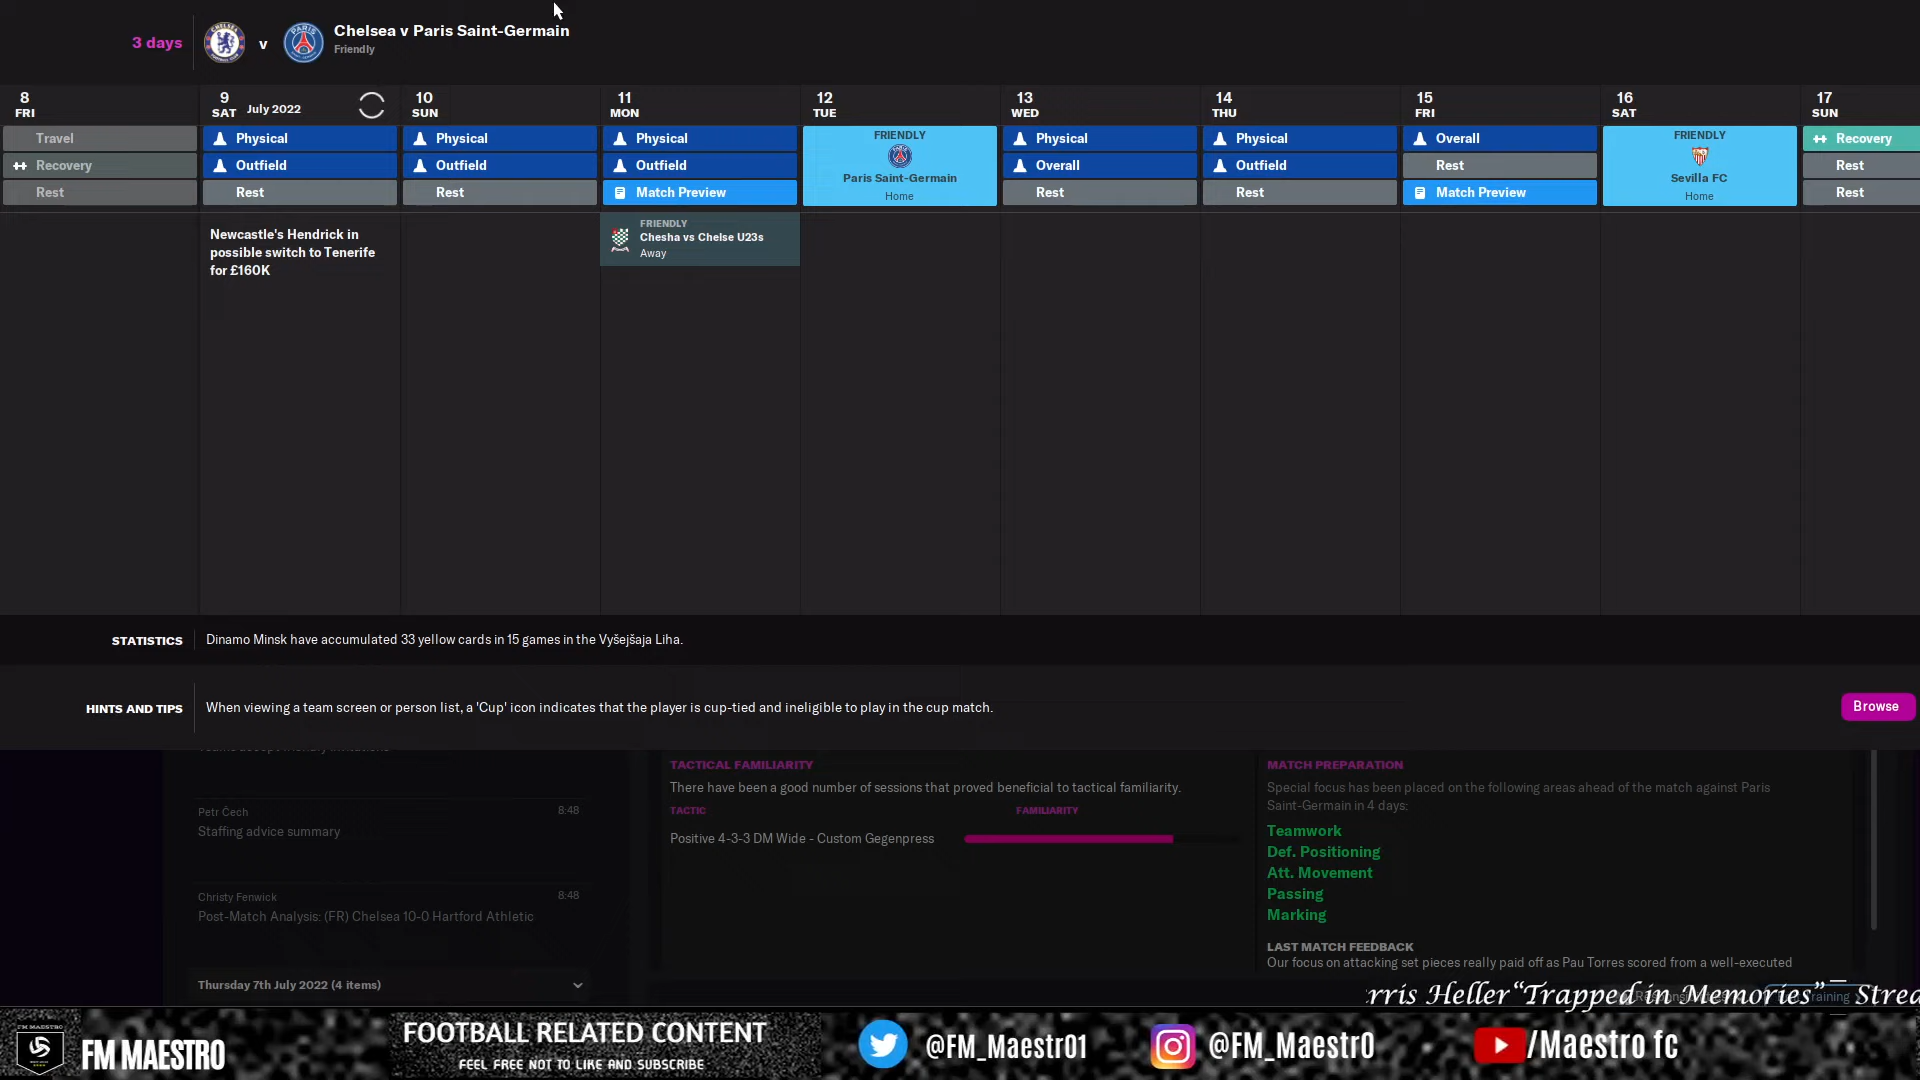 3 days
v
Chelsea v Paris Saint-Germain
Friendly
8
FRI
9
SAT July 2022
10
SUN
11
MON
12
TUE
13
WED
14
THU
15
FRI
16
SAT
17
SUN
Travel
Recovery
Rest
Physical
Outfield
Rest
Physical
Outfield
Rest
Physical
Outfield
Match Preview
FRIENDLY
Paris Saint-Germain
Home
Physical
Overall
Rest
Physical
Outfield
Rest
Overall
Rest
Match Preview
FRIENDLY
Sevilla FC
Home
Recovery
Rest
Rest
Newcastle's Hendrick in
possible switch to Tenerife
for £160K
FRIENDLY
Chesha vs Chelse U23s
Away
STATISTICS
Dinamo Minsk have accumulated 33 yellow cards in 15 games in the Vyšejšaja Liha.
HINTS AND TIPS
When viewing a team screen or person list, a 'Cup' icon indicates that the player is cup-tied and ineligible to play in the cup match.
Browse
Petr Čech 8:48
Staffing advice summary
Christy Fenwick 8:48
Post-Match Analysis: (FR) Chelsea 10-0 Hartford Athletic
Thursday 7th July 2022 (4 items)
TACTICAL FAMILIARITY
There have been a good number of sessions that proved beneficial to tactical familiarity.
TACTIC FAMILIARITY
Positive 4-3-3 DM Wide - Custom Gegenpress
MATCH PREPARATION
Special focus has been placed on the following areas ahead of the match against Paris
Saint-Germain in 4 days:
Teamwork
Def. Positioning
Att. Movement
Passing
Marking
LAST MATCH FEEDBACK
Our focus on attacking set pieces really paid off as Pau Torres scored from a well-executed
rris Heller "Trapped in Memories" Strea
FM MAESTRO
FOOTBALL RELATED CONTENT
FEEL FREE NOT TO LIKE AND SUBSCRIBE
@FM_Maestr01
@FM_Maestr0
/Maestro fc